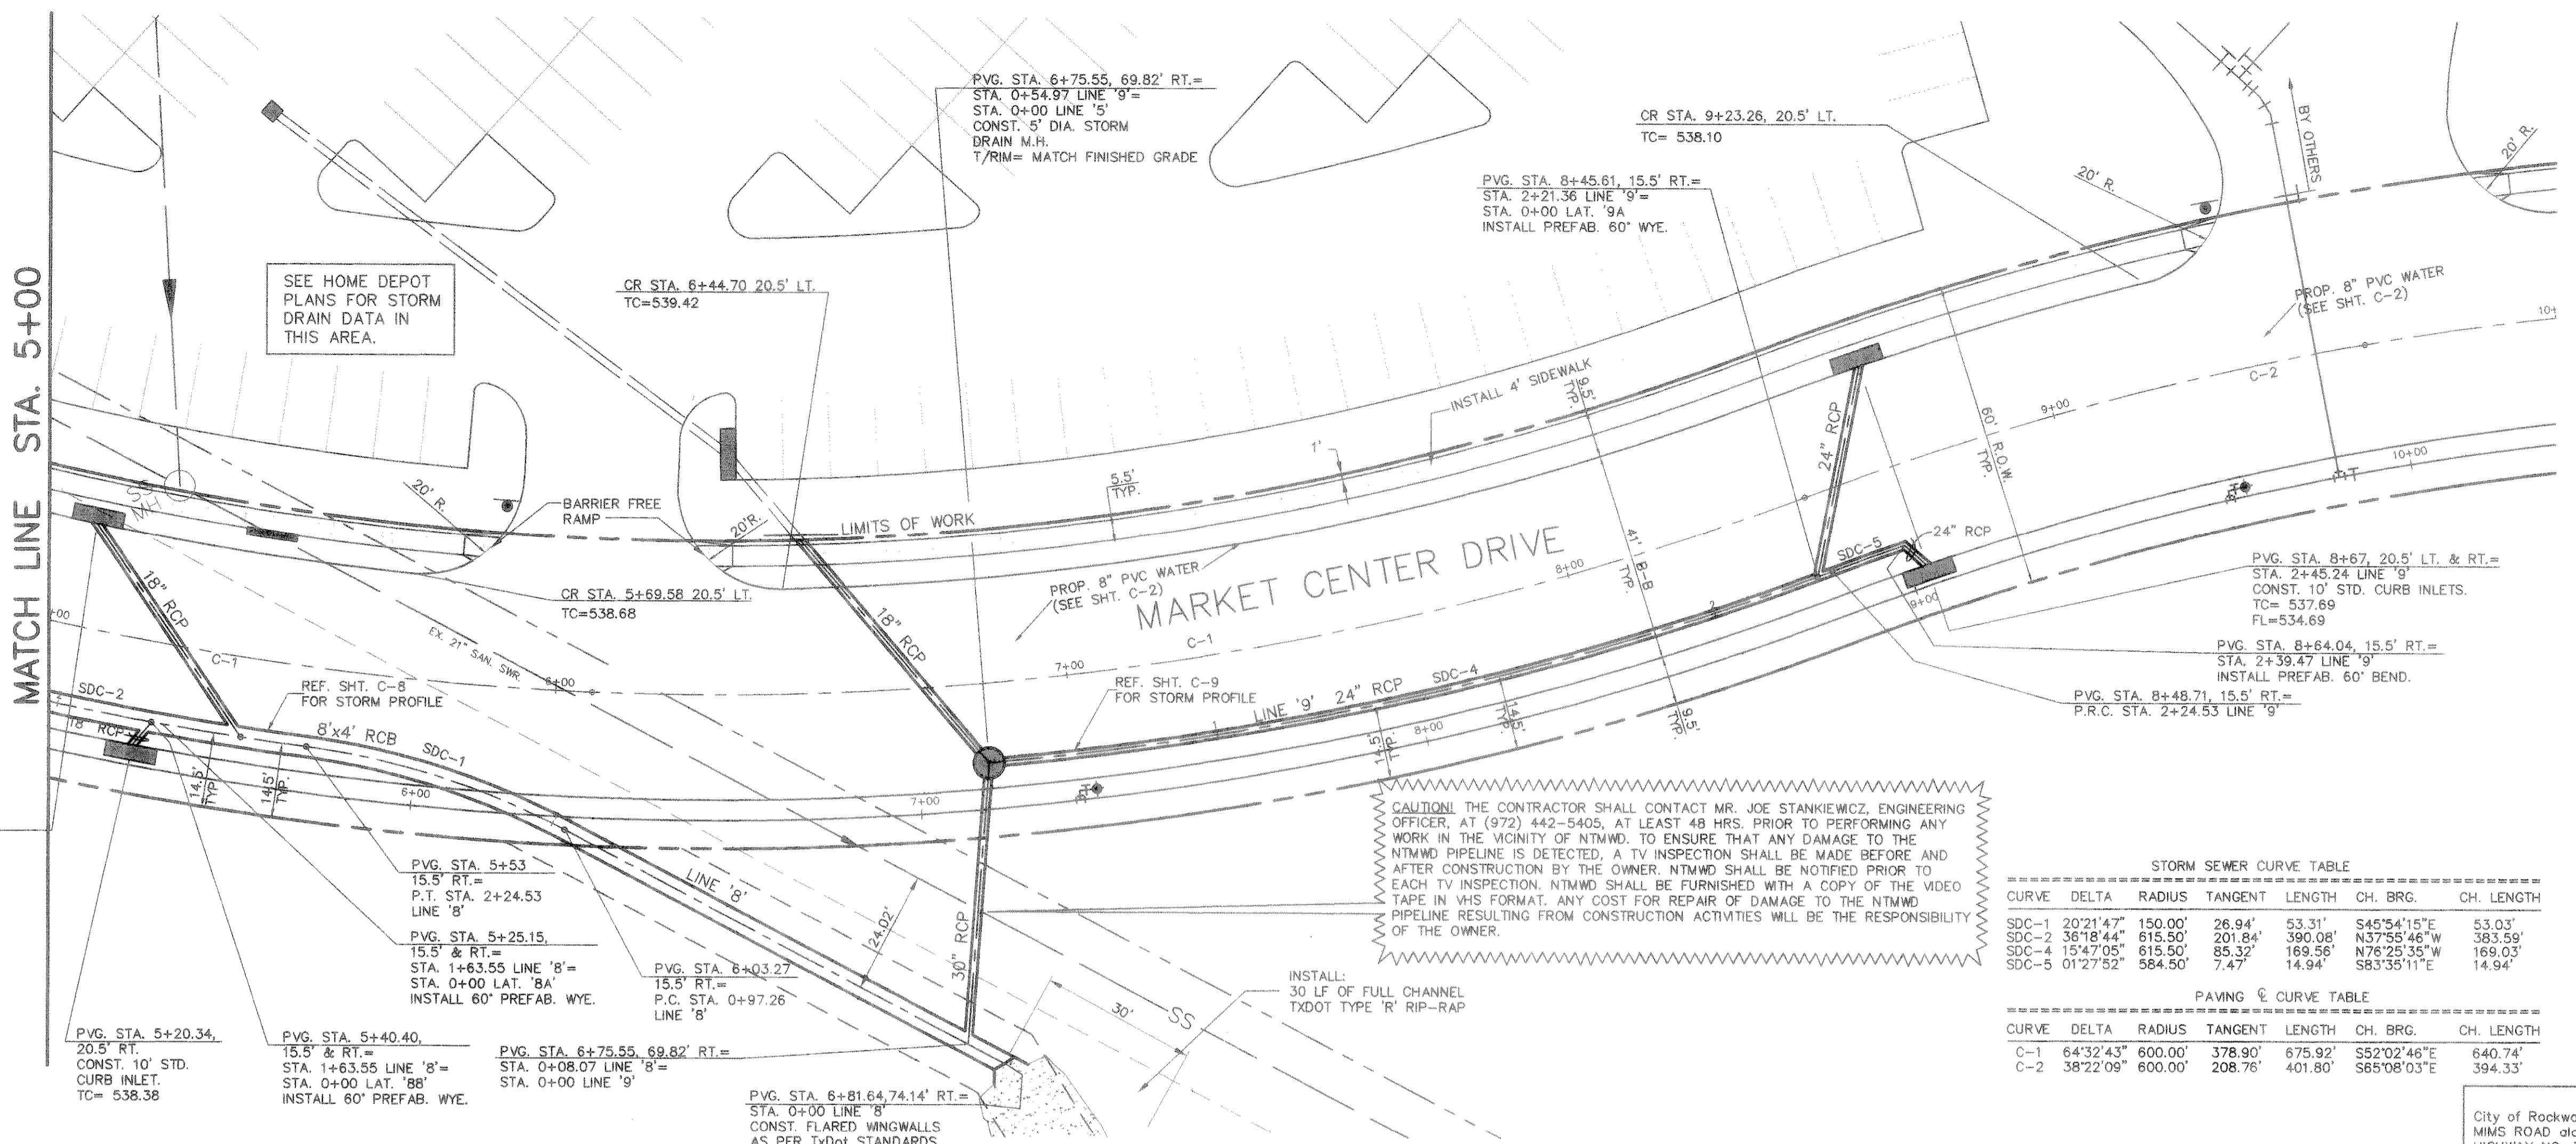 MATCH LINE STA. 5+00
SEE HOME DEPOT
PLANS FOR STORM
DRAIN DATA IN
THIS AREA.
PVG. STA. 6+75.55, 69.82' RT.=
STA. 0+54.97 LINE '9'=
STA. 0+00 LINE '5'
CONST. 5' DIA. STORM
DRAIN M.H.
T/RIM= MATCH FINISHED GRADE
CR STA. 9+23.26, 20.5' LT.
TC= 538.10
PVG. STA. 8+45.61, 15.5' RT.=
STA. 2+21.36 LINE '9'=
STA. 0+00 LAT. '9A
INSTALL PREFAB. 60° WYE.
CR STA. 6+44.70 20.5' LT.
TC=539.42
20' R.
BY OTHERS
20' R.
PROP. 8" PVC WATER
(SEE SHT. C-2)
10+
C-2
9+00
INSTALL 4' SIDEWALK
9.5'
TYP.
1'
5.5'
TYP.
24" RCP
60' R.O.W.
TYP.
10+00
SS
MH
20' R.
BARRIER FREE
RAMP
20'R.
LIMITS OF WORK
CR STA. 5+69.58 20.5' LT.
TC=538.68
18" RCP
+00
C-1
EX. 21" SAN. SWR.
6+00
18" RCP
PROP. 8" PVC WATER
(SEE SHT. C-2)
MARKET CENTER DRIVE
8+00
41' B-B
TYP.
C-1
7+00
SDC-5
24" RCP
9+00
2
HB
PVG. STA. 8+67, 20.5' LT. & RT.=
STA. 2+45.24 LINE '9'
CONST. 10' STD. CURB INLETS.
TC= 537.69
FL=534.69
PVG. STA. 8+64.04, 15.5' RT.=
STA. 2+39.47 LINE '9'
INSTALL PREFAB. 60° BEND.
PVG. STA. 8+48.71, 15.5' RT.=
P.R.C. STA. 2+24.53 LINE '9'
SDC-2
2
18" RCP
REF. SHT. C-8
FOR STORM PROFILE
8'x4' RCB
SDC-1
14.5'
TYP.
14.5'
TYP.
6+00
7+00
REF. SHT. C-9
FOR STORM PROFILE
1
LINE '9' 24" RCP SDC-4
14.5'
TYP.
8+00
14.5'
TYP.
9.5'
TYP.
LINE '8'
24.02'
30" RCP
CAUTION! THE CONTRACTOR SHALL CONTACT MR. JOE STANKIEWICZ, ENGINEERING
OFFICER, AT (972) 442-5405, AT LEAST 48 HRS. PRIOR TO PERFORMING ANY
WORK IN THE VICINITY OF NTMWD. TO ENSURE THAT ANY DAMAGE TO THE
NTMWD PIPELINE IS DETECTED, A TV INSPECTION SHALL BE MADE BEFORE AND
AFTER CONSTRUCTION BY THE OWNER. NTMWD SHALL BE NOTIFIED PRIOR TO
EACH TV INSPECTION. NTMWD SHALL BE FURNISHED WITH A COPY OF THE VIDEO
TAPE IN VHS FORMAT. ANY COST FOR REPAIR OF DAMAGE TO THE NTMWD
PIPELINE RESULTING FROM CONSTRUCTION ACTIVITIES WILL BE THE RESPONSIBILITY
OF THE OWNER.
PVG. STA. 5+53
15.5' RT.=
P.T. STA. 2+24.53
LINE '8'
PVG. STA. 5+25.15,
15.5' & RT.=
STA. 1+63.55 LINE '8'=
STA. 0+00 LAT. '8A'
INSTALL 60° PREFAB. WYE.
PVG. STA. 6+03.27
15.5' RT.=
P.C. STA. 0+97.26
LINE '8'
PVG. STA. 5+20.34,
20.5' RT.
CONST. 10' STD.
CURB INLET.
TC= 538.38
PVG. STA. 5+40.40,
15.5' & RT.=
STA. 1+63.55 LINE '8'=
STA. 0+00 LAT. '88'
INSTALL 60° PREFAB. WYE.
PVG. STA. 6+75.55, 69.82' RT.=
STA. 0+08.07 LINE '8'=
STA. 0+00 LINE '9'
PVG. STA. 6+81.64,74.14' RT.=
STA. 0+00 LINE '8'
CONST. FLARED WINGWALLS
AS PER TxDot STANDARDS
30'
SS
INSTALL:
30 LF OF FULL CHANNEL
TXDOT TYPE 'R' RIP-RAP
STORM SEWER CURVE TABLE
CURVE DELTA RADIUS TANGENT LENGTH CH. BRG. CH. LENGTH
SDC-1 20°21'47" 150.00' 26.94' 53.31' S45°54'15"E 53.03'
SDC-2 36°18'44" 615.50' 201.84' 390.08' N37°55'46"W 383.59'
SDC-4 15°47'05" 615.50' 85.32' 169.56' N76°25'35"W 169.03'
SDC-5 01°27'52" 584.50' 7.47' 14.94' S83°35'11"E 14.94'
PAVING ℄ CURVE TABLE
CURVE DELTA RADIUS TANGENT LENGTH CH. BRG. CH. LENGTH
C-1 64°32'43" 600.00' 378.90' 675.92' S52°02'46"E 640.74'
C-2 38°22'09" 600.00' 208.76' 401.80' S65°08'03"E 394.33'
City of Rockwa
MIMS ROAD alo